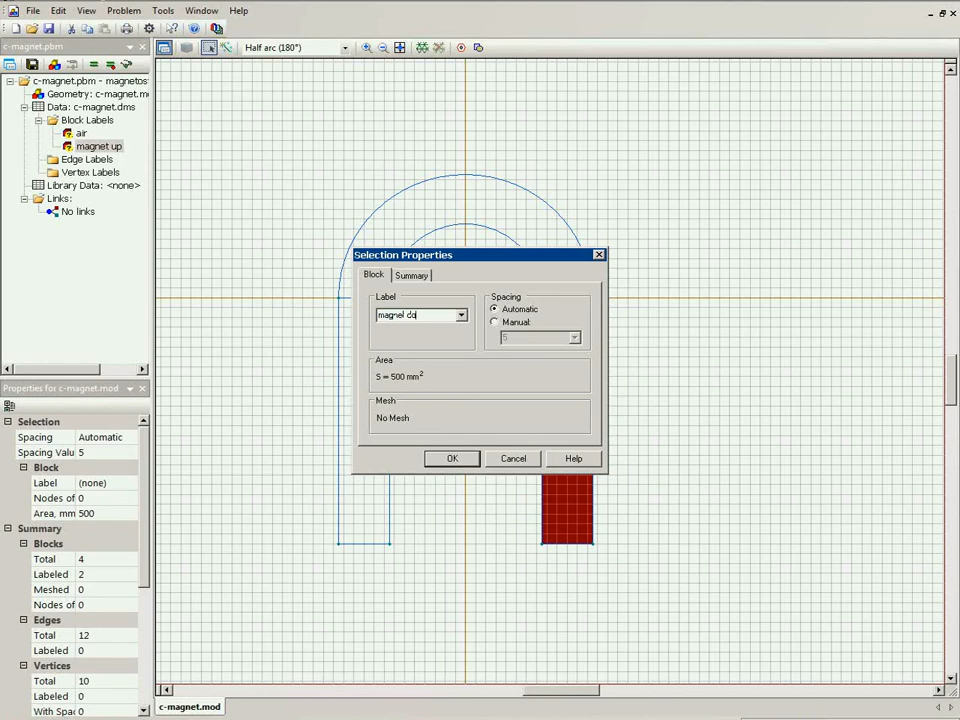 File Edit View Problem Tools Window Help
c-magnet.pbm
Half arc (180°)
c-magnet.pbm - magnetos
Geometry: c-magnet.m
Data: c-magnet.dms
Block Labels
air
magnet up
Edge Labels
Vertex Labels
Library Data: <none>
Links:
No links
Selection Properties
Block Summary
Label
magnel do
Spacing
Automatic
Manual:
5
Area
S = 500 mm²
Mesh
No Mesh
OK Cancel Help
Properties for c-magnet.mod
Selection
Spacing Automatic
Spacing Valu 5
Block
Label (none)
Nodes of 0
Area, mm 500
Summary
Blocks
Total 4
Labeled 2
Meshed 0
Nodes of 0
Edges
Total 12
Labeled 0
Vertices
Total 10
Labeled 0
With Spac 0
c-magnet.mod